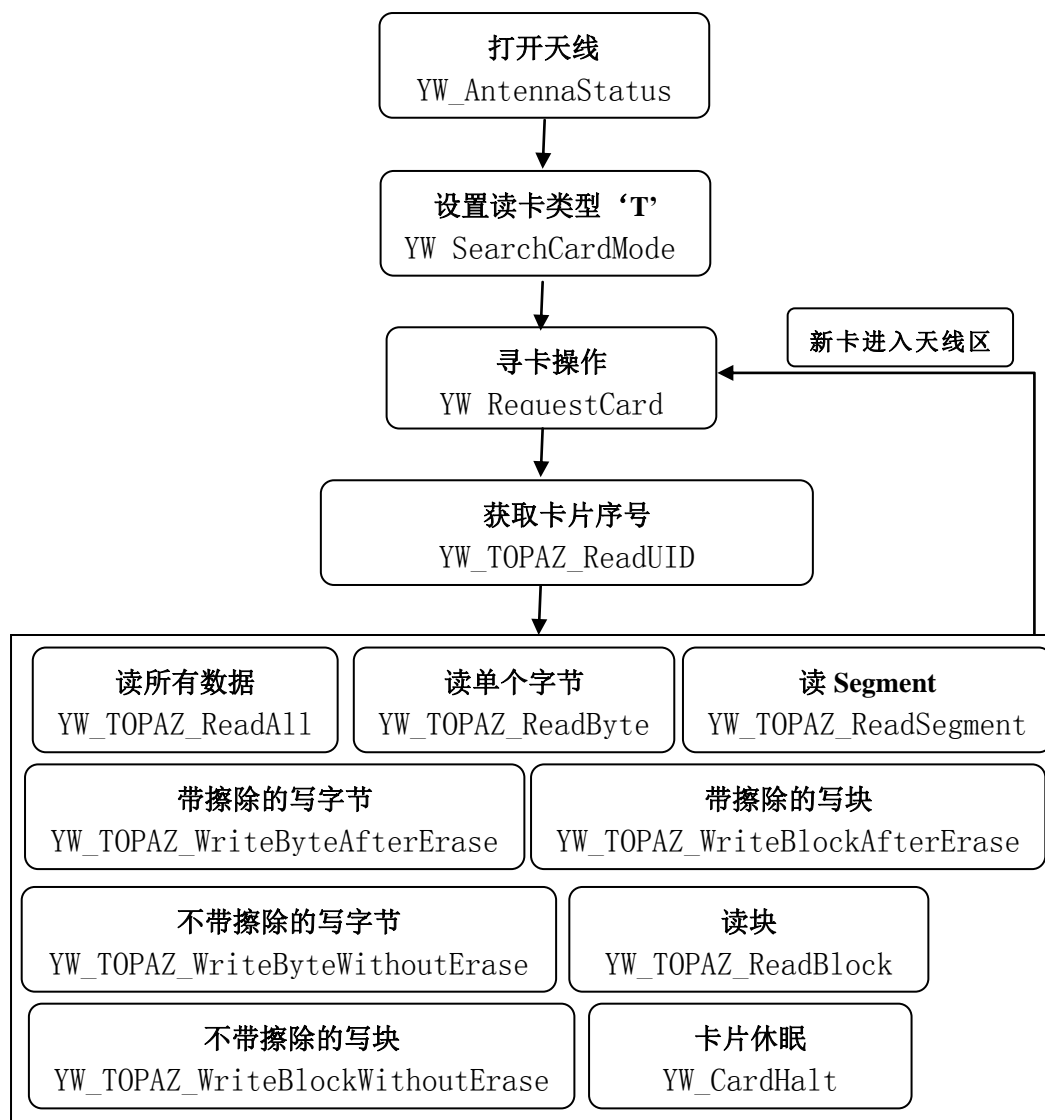 打开天线
YW_AntennaStatus
设置读卡类型‘T’
YW SearchCardMode
新卡进入天线区
寻卡操作
YW RequestCard
获取卡片序号
YW_TOPAZ_ReadUID
读所有数据
YW_TOPAZ_ReadAll
读单个字节
YW_TOPAZ_ReadByte
读 Segment
YW_TOPAZ_ReadSegment
带擦除的写字节
YW_TOPAZ_WriteByteAfterErase
带擦除的写块
YW_TOPAZ_WriteBlockAfterErase
不带擦除的写字节
YW_TOPAZ_WriteByteWithoutErase
读块
YW_TOPAZ_ReadBlock
不带擦除的写块
YW_TOPAZ_WriteBlockWithoutErase
卡片休眠
YW_CardHalt